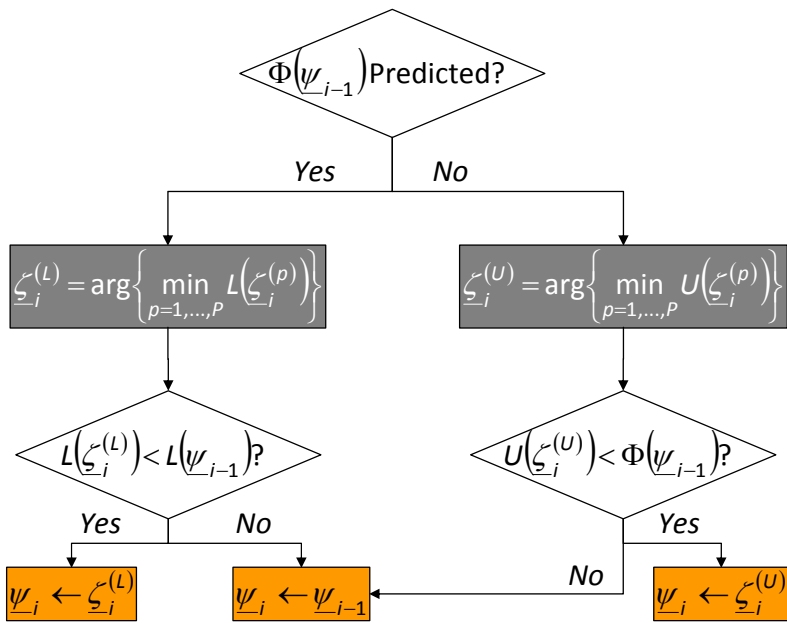 Φ(ψ_{i−1})Predicted?
Yes No
ζ_i^{(L)} = arg{ min_{p=1,...,P} L(ζ_i^{(p)}) }
ζ_i^{(U)} = arg{ min_{p=1,...,P} U(ζ_i^{(p)}) }
L(ζ_i^{(L)}) < L(ψ_{i−1})?
U(ζ_i^{(U)}) < Φ(ψ_{i−1})?
Yes No
No Yes
ψ_i ← ζ_i^{(L)}
ψ_i ← ψ_{i−1}
ψ_i ← ζ_i^{(U)}